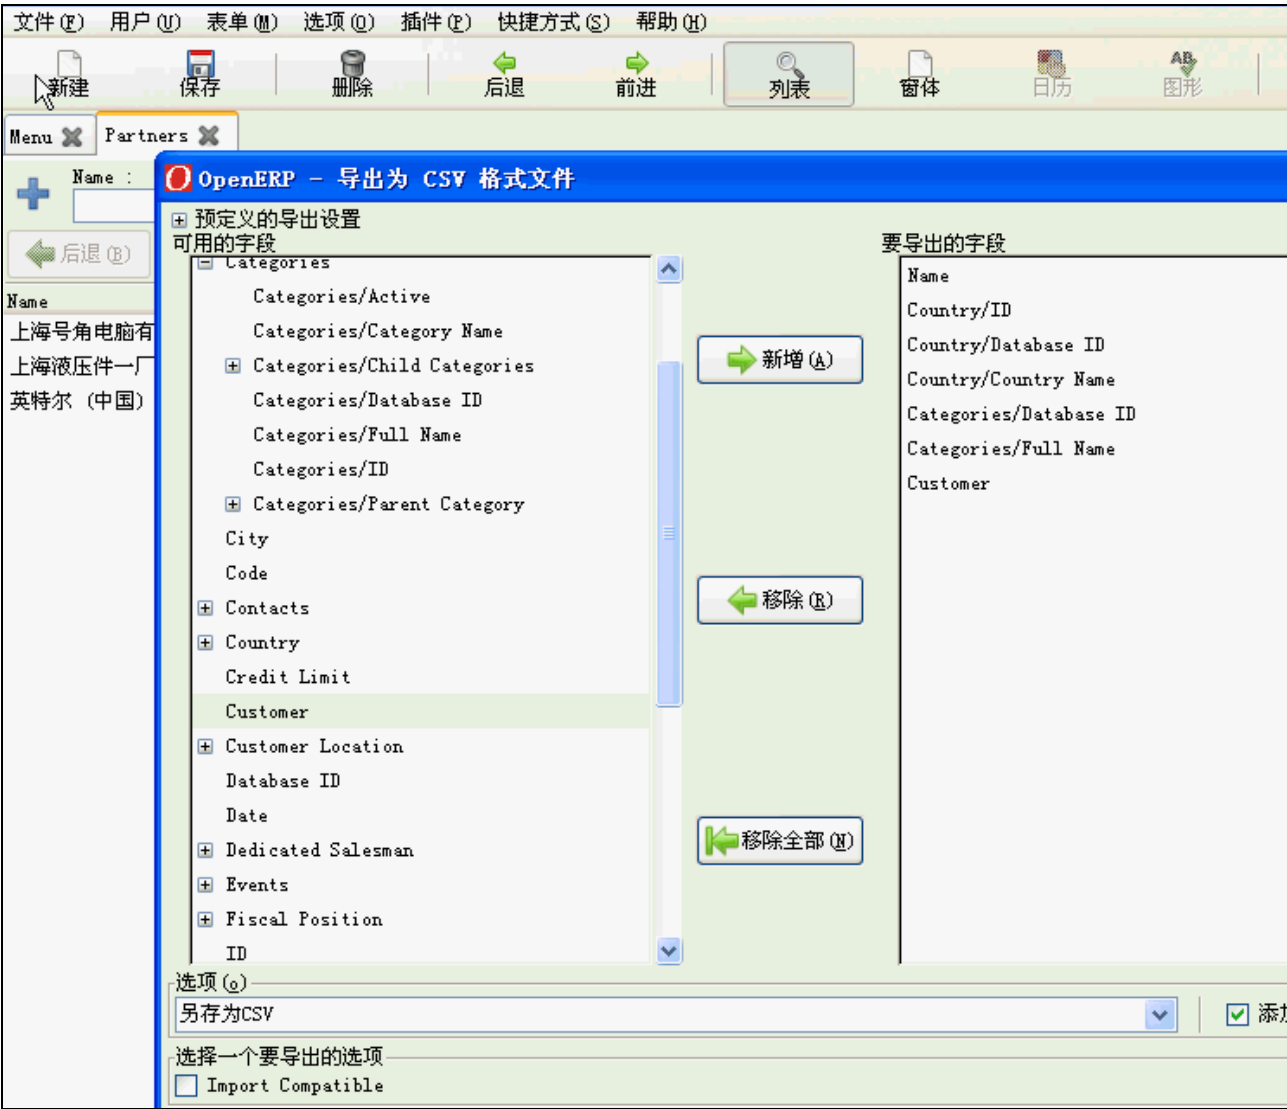 文件(F) 用户(U) 表单(M) 选项(O) 插件(P) 快捷方式(S) 帮助(H)
新建 保存 删除 后退 前进 列表 窗体 日历 图形
Menu Partners
Name :
OpenERP - 导出为 CSV 格式文件
预定义的导出设置
可用的字段
要导出的字段
后退(B)
Name
上海号角电脑有
上海液压件一厂
英特尔 (中国)
Categories
Categories/Active
Categories/Category Name
Categories/Child Categories
Categories/Database ID
Categories/Full Name
Categories/ID
Categories/Parent Category
City
Code
Contacts
Country
Credit Limit
Customer
Customer Location
Database ID
Date
Dedicated Salesman
Events
Fiscal Position
ID
新增(A)
移除(R)
移除全部(N)
Name
Country/ID
Country/Database ID
Country/Country Name
Categories/Database ID
Categories/Full Name
Customer
选项(o)
另存为CSV
添加
选择一个要导出的选项
Import Compatible